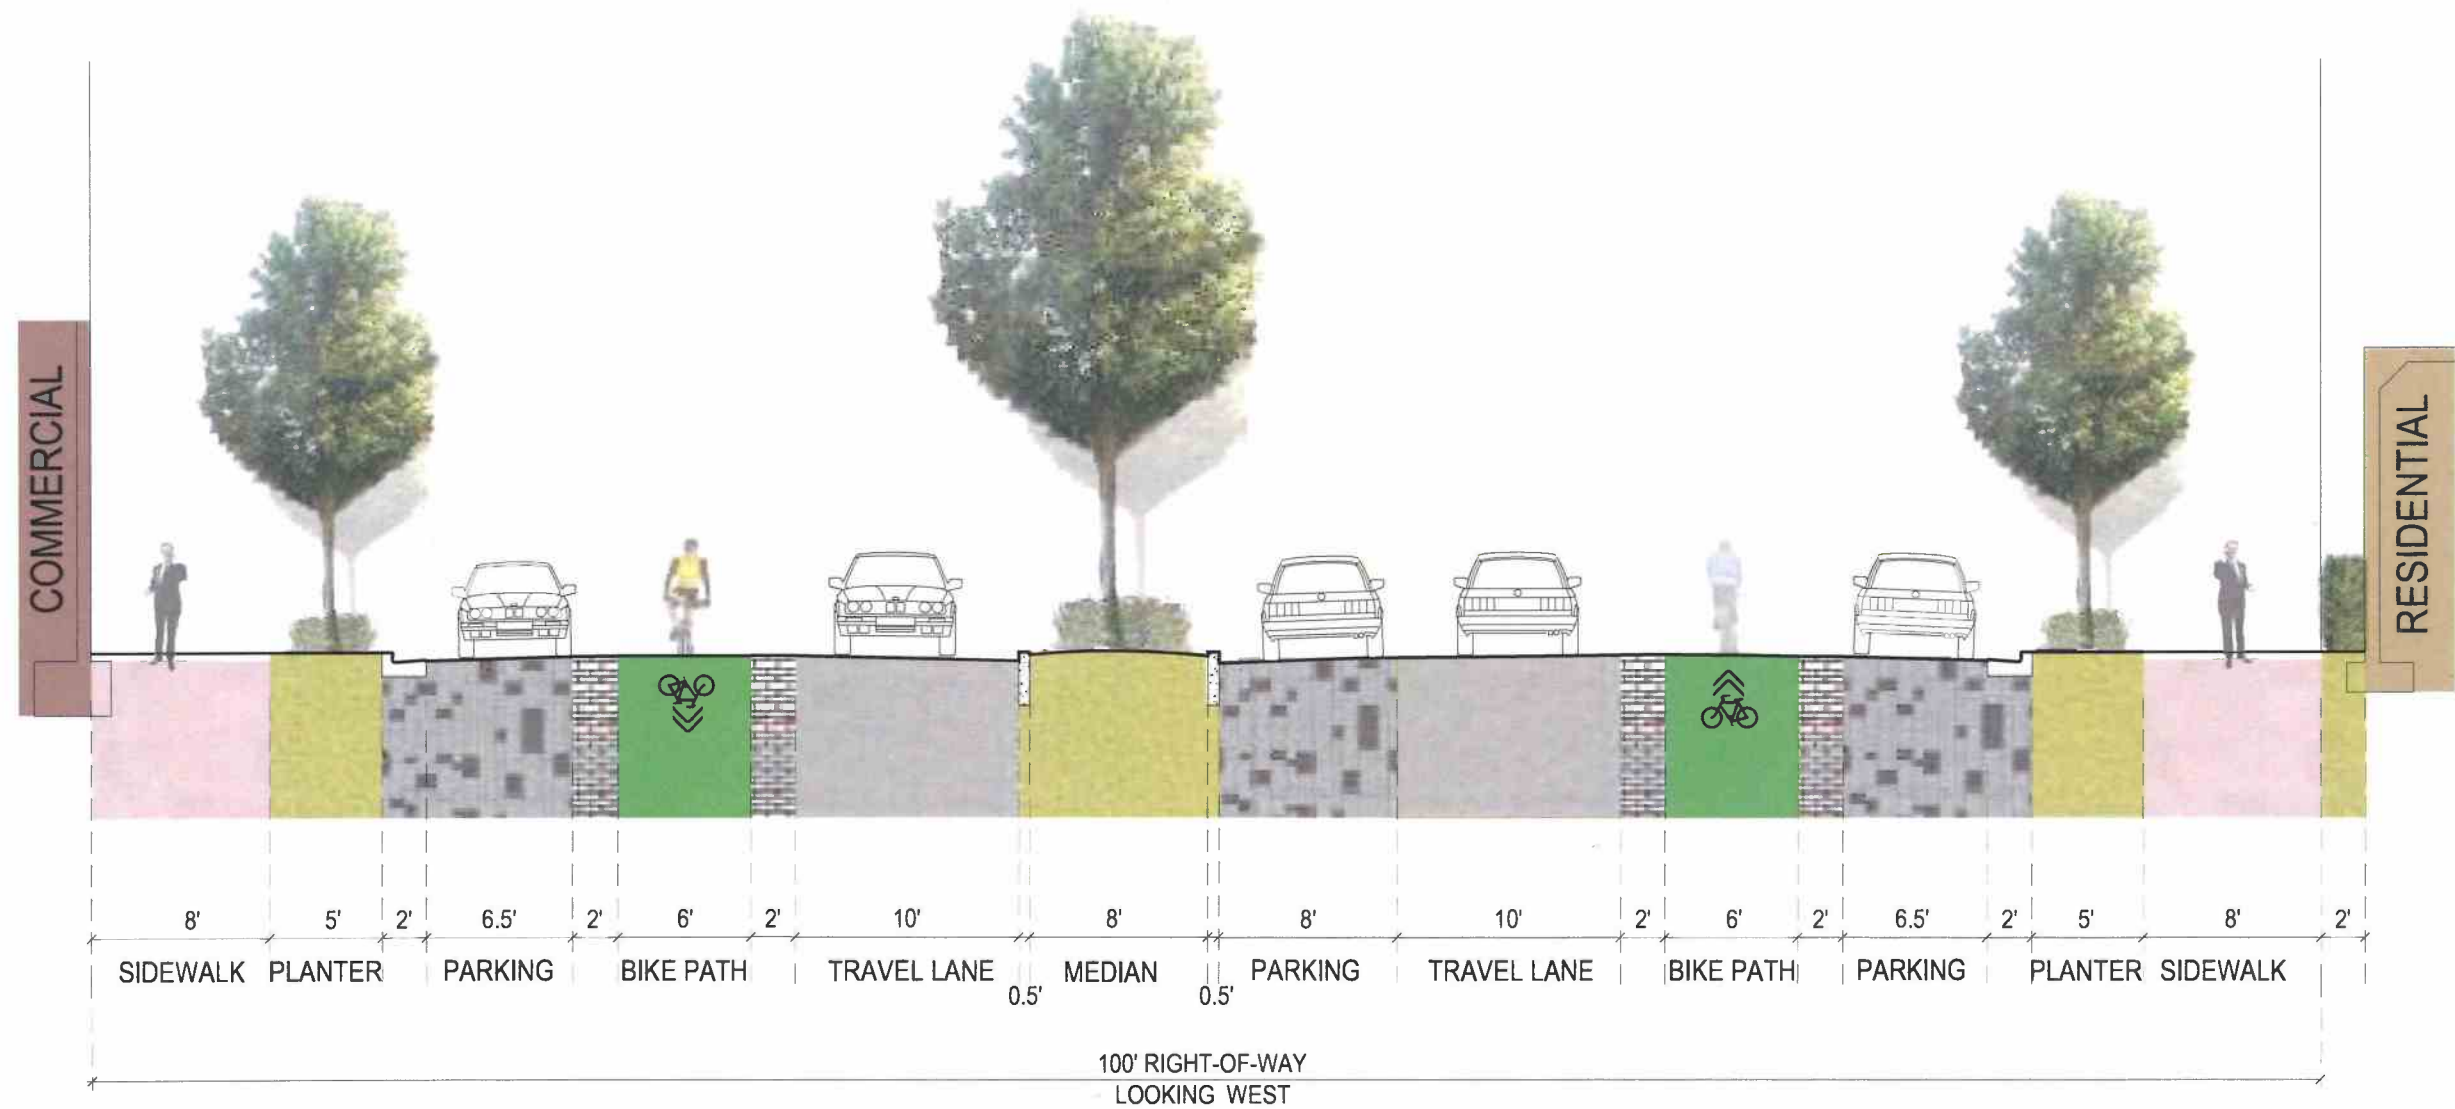 COMMERCIAL
RESIDENTIAL
8' 5' 2' 6.5' 2' 6' 2' 10' 8' 8' 10' 2' 6' 2' 6.5' 2' 5' 8' 2'
SIDEWALK PLANTER PARKING BIKE PATH TRAVEL LANE MEDIAN PARKING TRAVEL LANE BIKE PATH PARKING PLANTER SIDEWALK
0.5' 0.5'
100' RIGHT-OF-WAY
LOOKING WEST